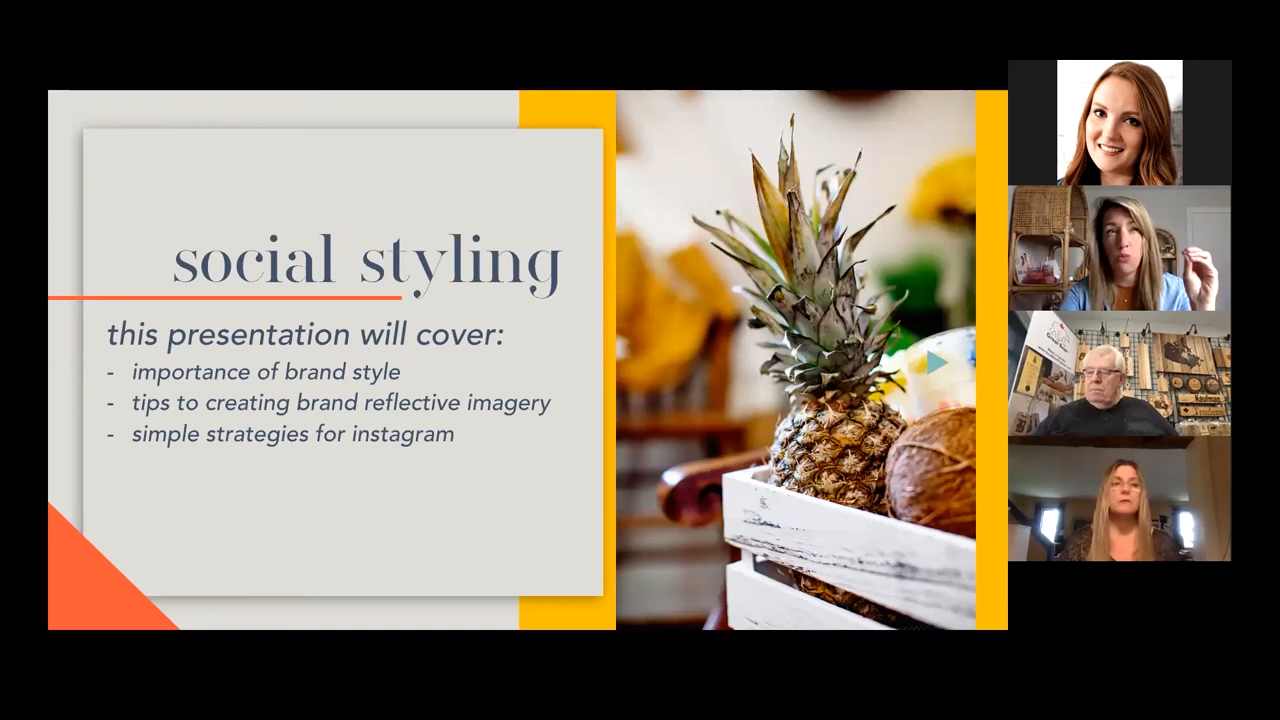 social styling
this presentation will cover:
- importance of brand style
- tips to creating brand reflective imagery
- simple strategies for instagram